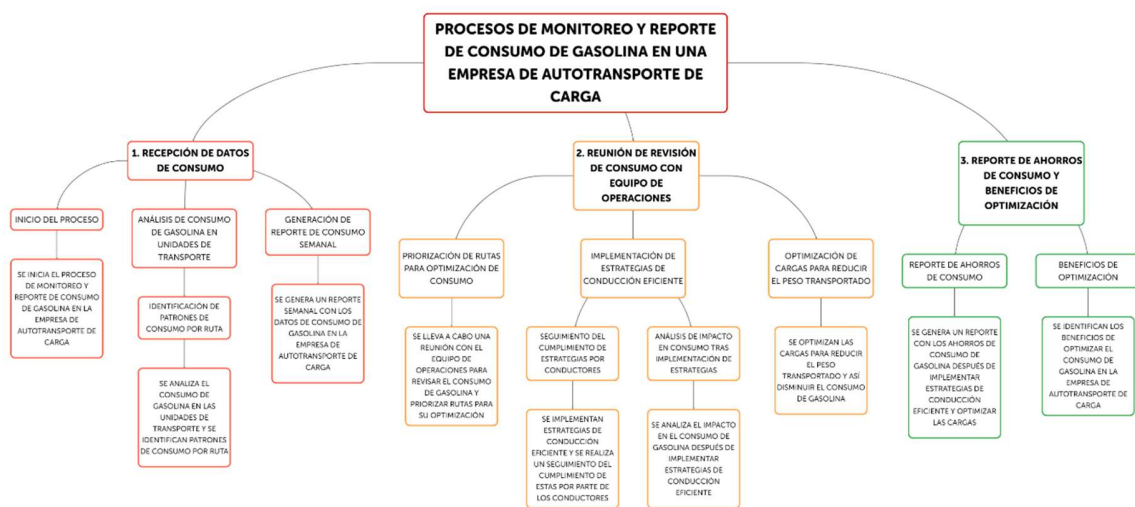 PROCESOS DE MONITOREO Y REPORTE
DE CONSUMO DE GASOLINA EN UNA
EMPRESA DE AUTOTRANSPORTE DE
CARGA
1. RECEPCIÓN DE DATOS
DE CONSUMO
INICIO DEL PROCESO
SE INICIA EL PROCESO
DE MONITOREO Y
REPORTE DE CONSUMO
DE GASOLINA EN LA
EMPRESA DE
AUTOTRANSPORTE DE
CARGA
ANÁLISIS DE CONSUMO
DE GASOLINA EN
UNIDADES DE
TRANSPORTE
IDENTIFICACIÓN DE
PATRONES DE
CONSUMO POR RUTA
SE ANALIZA EL
CONSUMO DE
GASOLINA EN LAS
UNIDADES DE
TRANSPORTE Y SE
IDENTIFICAN PATRONES
DE CONSUMO POR RUTA
GENERACIÓN DE
REPORTE DE CONSUMO
SEMANAL
SE GENERA UN REPORTE
SEMANAL CON LOS
DATOS DE CONSUMO DE
GASOLINA EN LA
EMPRESA DE
AUTOTRANSPORTE DE
CARGA
2. REUNIÓN DE REVISIÓN
DE CONSUMO CON
EQUIPO DE
OPERACIONES
PRIORIZACIÓN DE RUTAS
PARA OPTIMIZACIÓN DE
CONSUMO
SE LLEVA A CABO UNA
REUNIÓN CON EL
EQUIPO DE
OPERACIONES PARA
REVISAR EL CONSUMO
DE GASOLINA Y
PRIORIZAR RUTAS PARA
SU OPTIMIZACIÓN
IMPLEMENTACIÓN DE
ESTRATEGIAS DE
CONDUCCIÓN EFICIENTE
SEGUIMIENTO DEL
CUMPLIMIENTO DE
ESTRATEGIAS POR
CONDUCTORES
SE IMPLEMENTAN
ESTRATEGIAS DE
CONDUCCIÓN
EFICIENTE Y SE REALIZA
UN SEGUIMIENTO DEL
CUMPLIMIENTO DE
ESTAS POR PARTE DE
LOS CONDUCTORES
ANÁLISIS DE IMPACTO
EN CONSUMO TRAS
IMPLEMENTACIÓN DE
ESTRATEGIAS
SE ANALIZA EL IMPACTO
EN EL CONSUMO DE
GASOLINA DESPUÉS DE
IMPLEMENTAR
ESTRATEGIAS DE
CONDUCCIÓN
EFICIENTE
OPTIMIZACIÓN DE
CARGAS PARA REDUCIR
EL PESO TRANSPORTADO
SE OPTIMIZAN LAS
CARGAS PARA REDUCIR
EL PESO
TRANSPORTADO Y ASÍ
DISMINUIR EL CONSUMO
DE GASOLINA
3. REPORTE DE AHORROS
DE CONSUMO Y
BENEFICIOS DE
OPTIMIZACIÓN
REPORTE DE AHORROS
DE CONSUMO
SE GENERA UN REPORTE
CON LOS AHORROS DE
CONSUMO DE
GASOLINA DESPUÉS DE
IMPLEMENTAR
ESTRATEGIAS DE
CONDUCCIÓN
EFICIENTE Y OPTIMIZAR
LAS CARGAS
BENEFICIOS DE
OPTIMIZACIÓN
SE IDENTIFICAN LOS
BENEFICIOS DE
OPTIMIZAR EL
CONSUMO DE
GASOLINA EN LA
EMPRESA DE
AUTOTRANSPORTE DE
CARGA